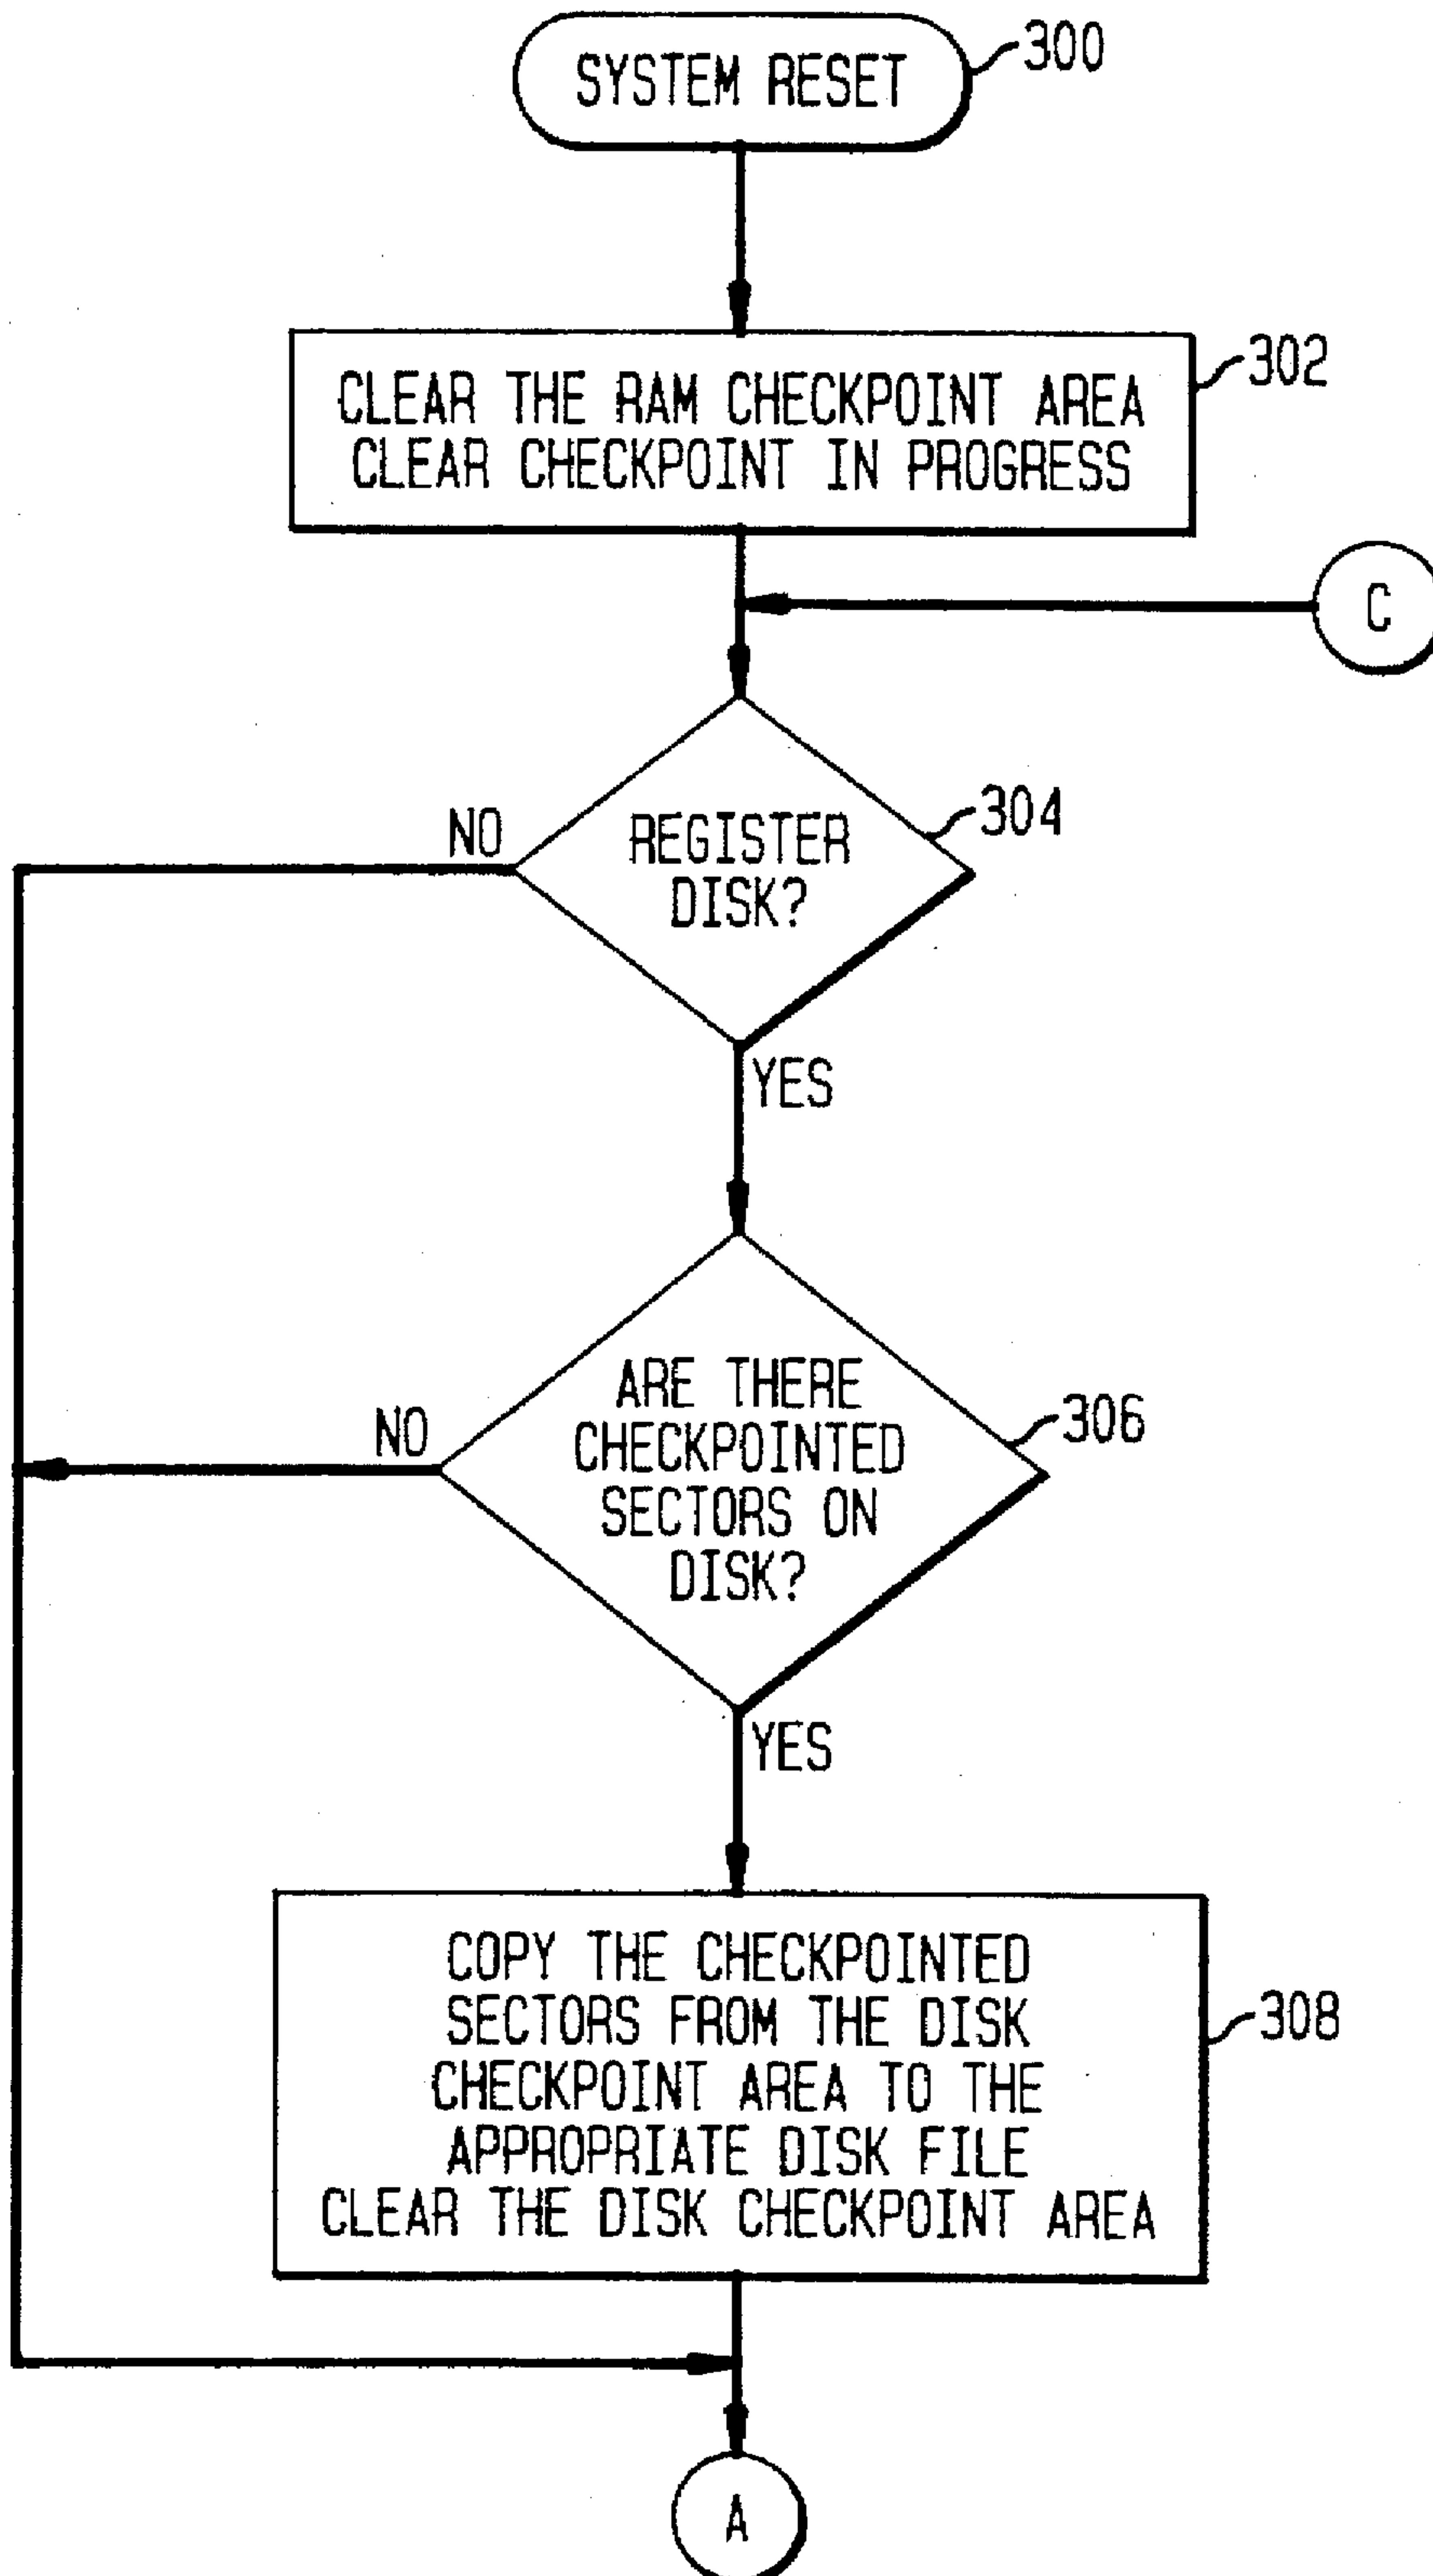 SYSTEM RESET
300
CLEAR THE RAM CHECKPOINT AREA
CLEAR CHECKPOINT IN PROGRESS
302
C
REGISTER
DISK?
304
NO
YES
ARE THERE
CHECKPOINTED
SECTORS ON
DISK?
306
NO
YES
COPY THE CHECKPOINTED
SECTORS FROM THE DISK
CHECKPOINT AREA TO THE
APPROPRIATE DISK FILE
CLEAR THE DISK CHECKPOINT AREA
308
A